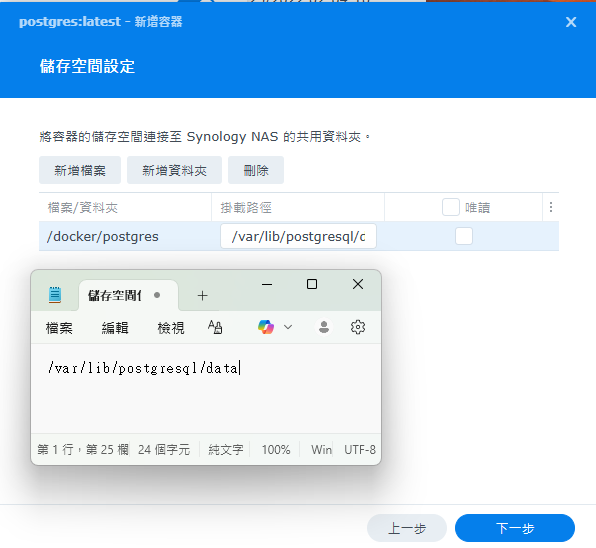 postgres:latest - 新增容器
儲存空間設定
將容器的儲存空間連接至 Synology NAS 的共用資料夾。
新增檔案 新增資料夾 刪除
檔案/資料夾 掛載路徑 唯讀
/docker/postgres /var/lib/postgresql/d
儲存空間
檔案 編輯 檢視
/var/lib/postgresql/data
第 1 行，第 25 欄 24 個字元 純文字 100% Win UTF-8
上一步 下一步